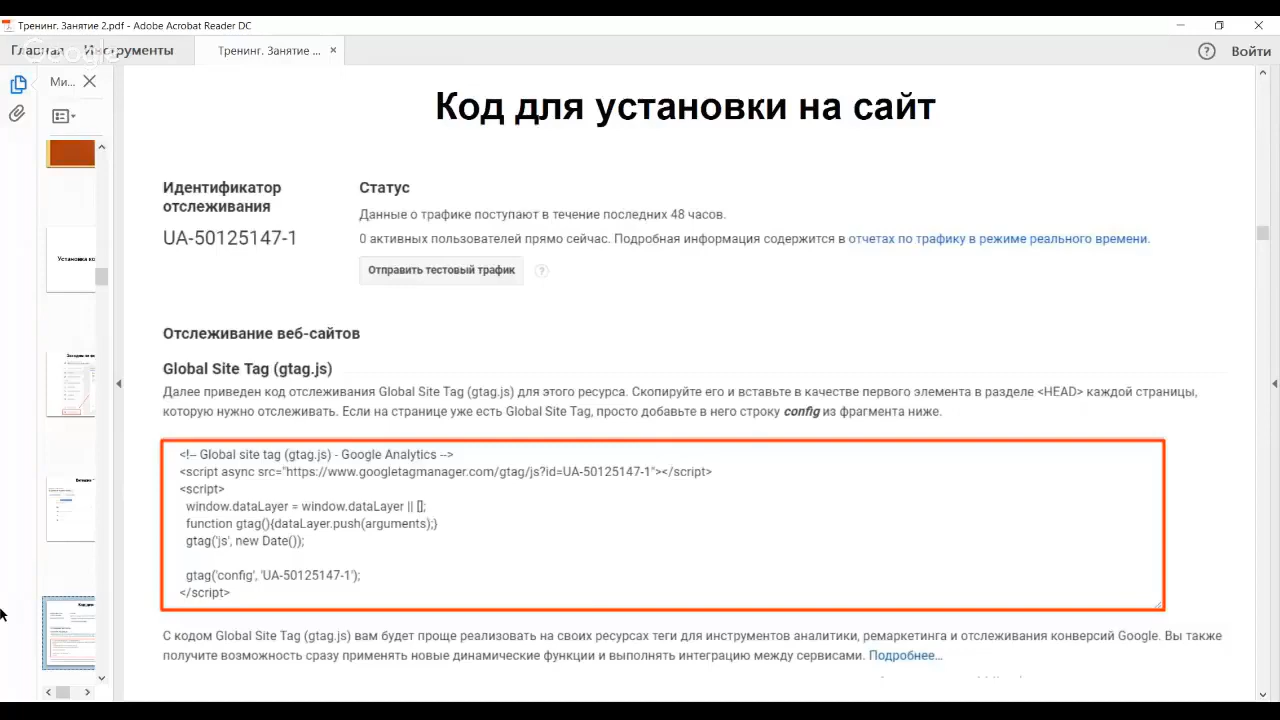 Тренинг. Занятие 2.pdf - Adobe Acrobat Reader DC
Главная Инструменты Тренинг. Занятие ... × Войти
Google
Ми...
Код для установки на сайт
Идентификатор отслеживания
UA-50125147-1
Статус
Данные о трафике поступают в течение последних 48 часов.
0 активных пользователей прямо сейчас. Подробная информация содержится в отчетах по трафику в режиме реального времени.
Отправить тестовый трафик ?
Отслеживание веб-сайтов
Global Site Tag (gtag.js)
Далее приведен код отслеживания Global Site Tag (gtag.js) для этого ресурса. Скопируйте его и вставьте в качестве первого элемента в разделе <HEAD> каждой страницы,
которую нужно отслеживать. Если на странице уже есть Global Site Tag, просто добавьте в него строку config из фрагмента ниже.
<!-- Global site tag (gtag.js) - Google Analytics -->
<script async src="https://www.googletagmanager.com/gtag/js?id=UA-50125147-1"></script>
<script>
window.dataLayer = window.dataLayer || [];
function gtag(){dataLayer.push(arguments);}
gtag('js', new Date());
gtag('config', 'UA-50125147-1');
</script>
С кодом Global Site Tag (gtag.js) вам будет проще реализовать на своих ресурсах теги для инструментов аналитики, ремаркетинга и отслеживания конверсий Google. Вы также
получите возможность сразу применять новые динамические функции и выполнять интеграцию между сервисами. Подробнее...